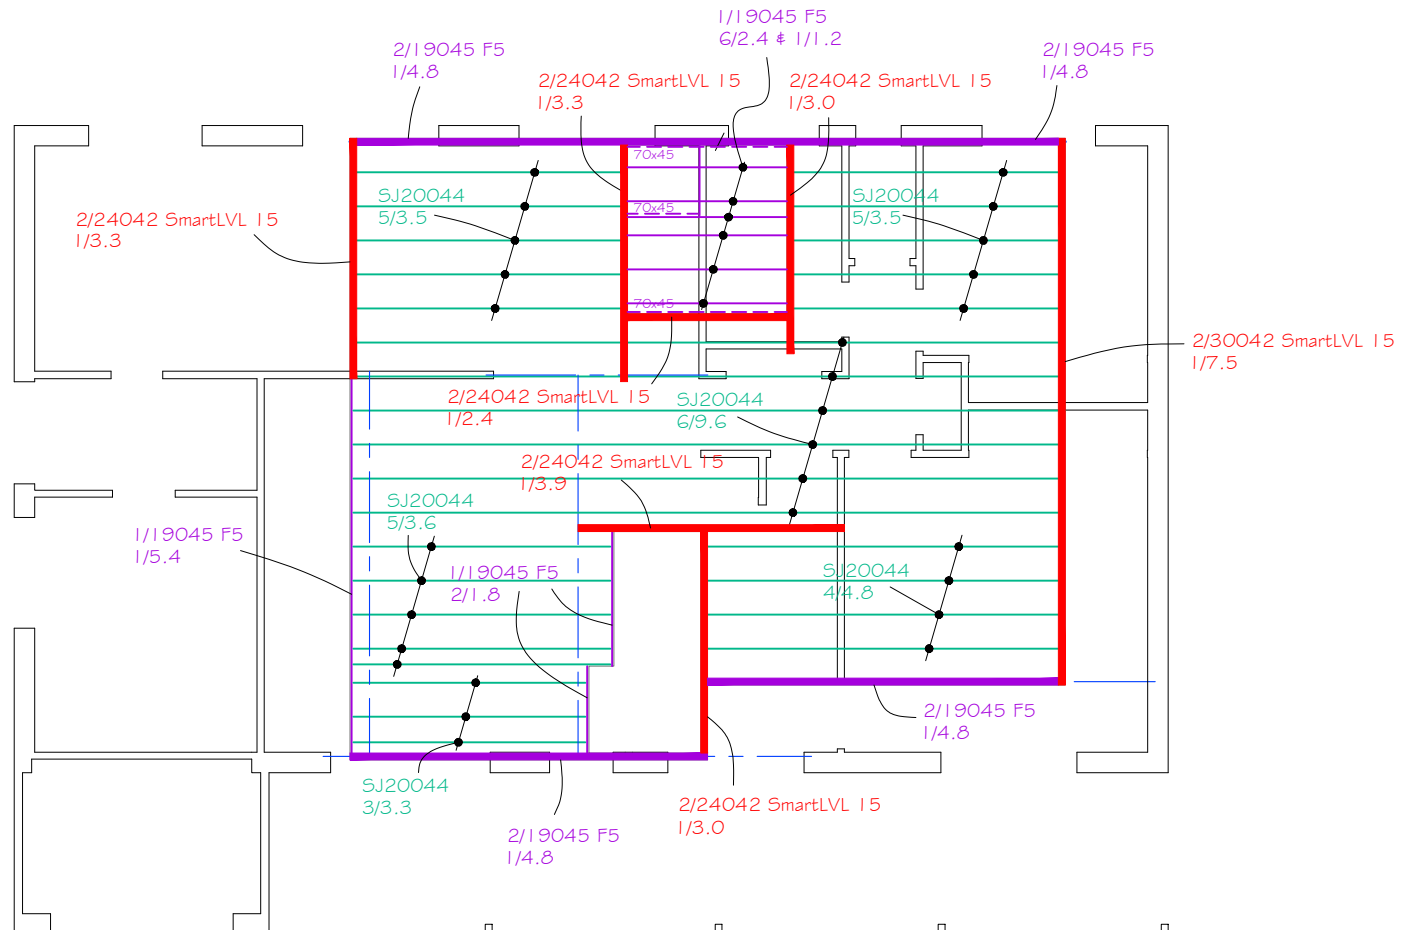 1/19045 F5
6/2.4 & 1/1.2
2/19045 F5
1/4.8
2/19045 F5
1/4.8
2/24042 SmartLVL 15
1/3.3
2/24042 SmartLVL 15
1/3.0
70x45
SJ20044
5/3.5
70x45
SJ20044
5/3.5
2/24042 SmartLVL 15
1/3.3
70x45
2/30042 SmartLVL 15
1/7.5
2/24042 SmartLVL 15
1/2.4
SJ20044
6/9.6
2/24042 SmartLVL 15
1/3.9
SJ20044
5/3.6
1/19045 F5
1/5.4
1/19045 F5
2/1.8
SJ20044
4/4.8
2/19045 F5
1/4.8
SJ20044
3/3.3
2/24042 SmartLVL 15
1/3.0
2/19045 F5
1/4.8